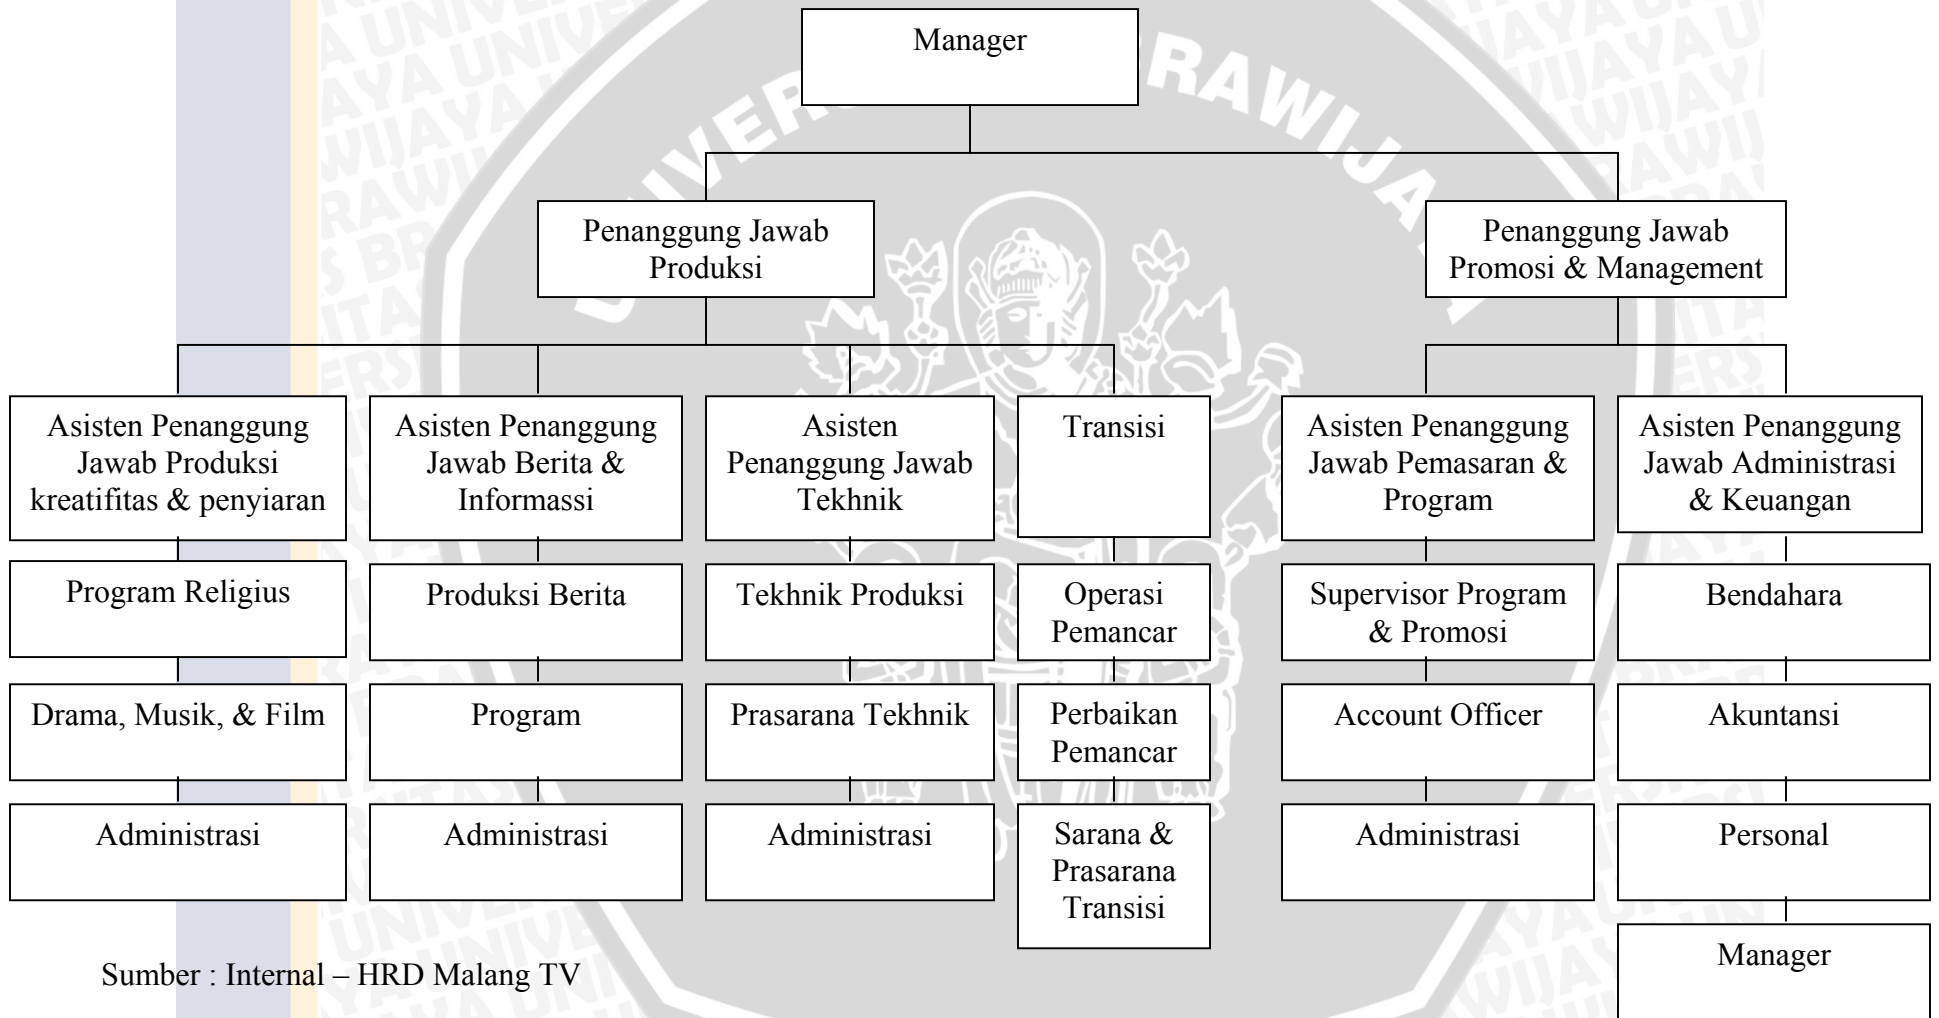 Manager
Penanggung Jawab
Produksi
Penanggung Jawab
Promosi & Management
Asisten Penanggung
Jawab Produksi
kreatifitas & penyiaran
Asisten Penanggung
Jawab Berita &
Informassi
Asisten
Penanggung Jawab
Tekhnik
Transisi
Asisten Penanggung
Jawab Pemasaran &
Program
Asisten Penanggung
Jawab Administrasi
& Keuangan
Program Religius
Produksi Berita
Tekhnik Produksi
Operasi
Pemancar
Supervisor Program
& Promosi
Bendahara
Drama, Musik, & Film
Program
Prasarana Tekhnik
Perbaikan
Pemancar
Account Officer
Akuntansi
Administrasi
Administrasi
Administrasi
Sarana &
Prasarana
Transisi
Administrasi
Personal
Manager
Sumber : Internal – HRD Malang TV